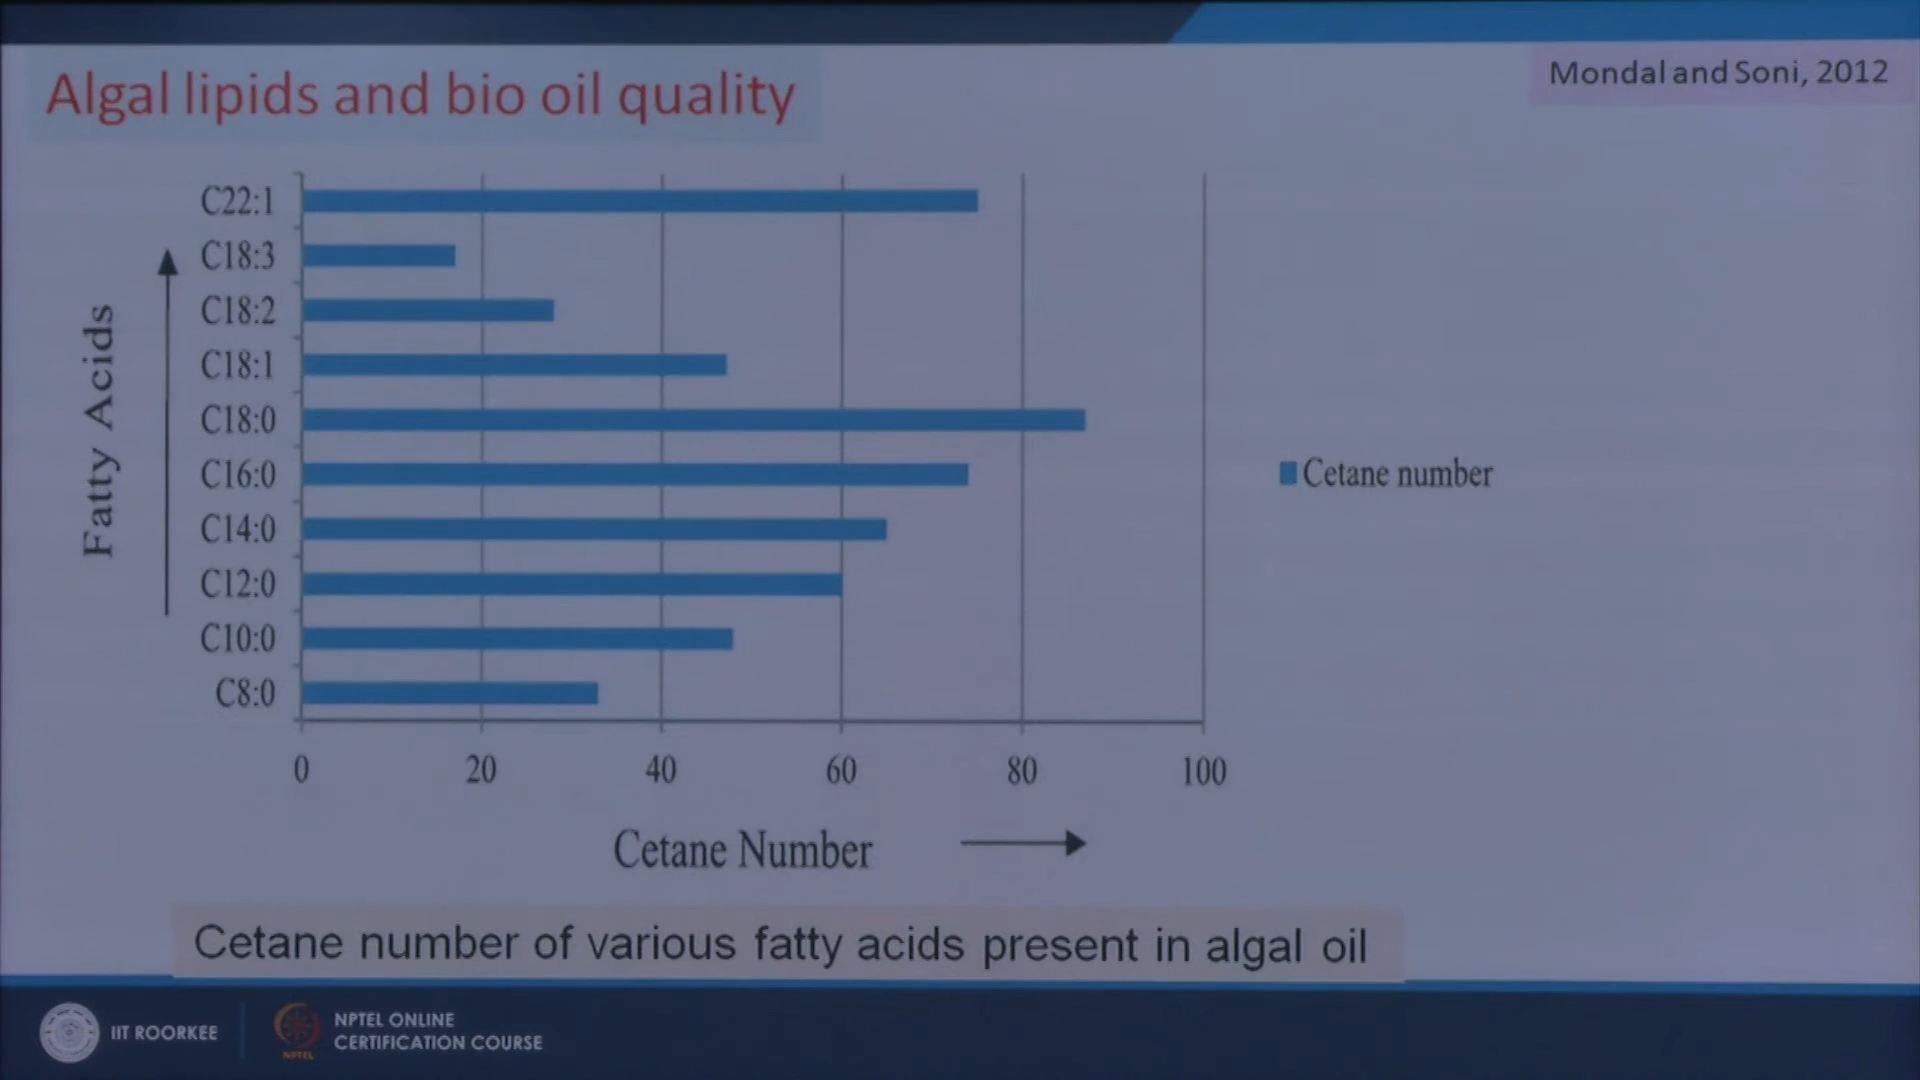 Algal lipids and bio oil quality
Mondal and Soni, 2012
Fatty Acids
C22:1
C18:3
C18:2
C18:1
C18:0
C16:0
C14:0
C12:0
C10:0
C8:0
0 20 40 60 80 100
Cetane Number
Cetane number
Cetane number of various fatty acids present in algal oil
IIT ROORKEE
NPTEL
NPTEL ONLINE
CERTIFICATION COURSE